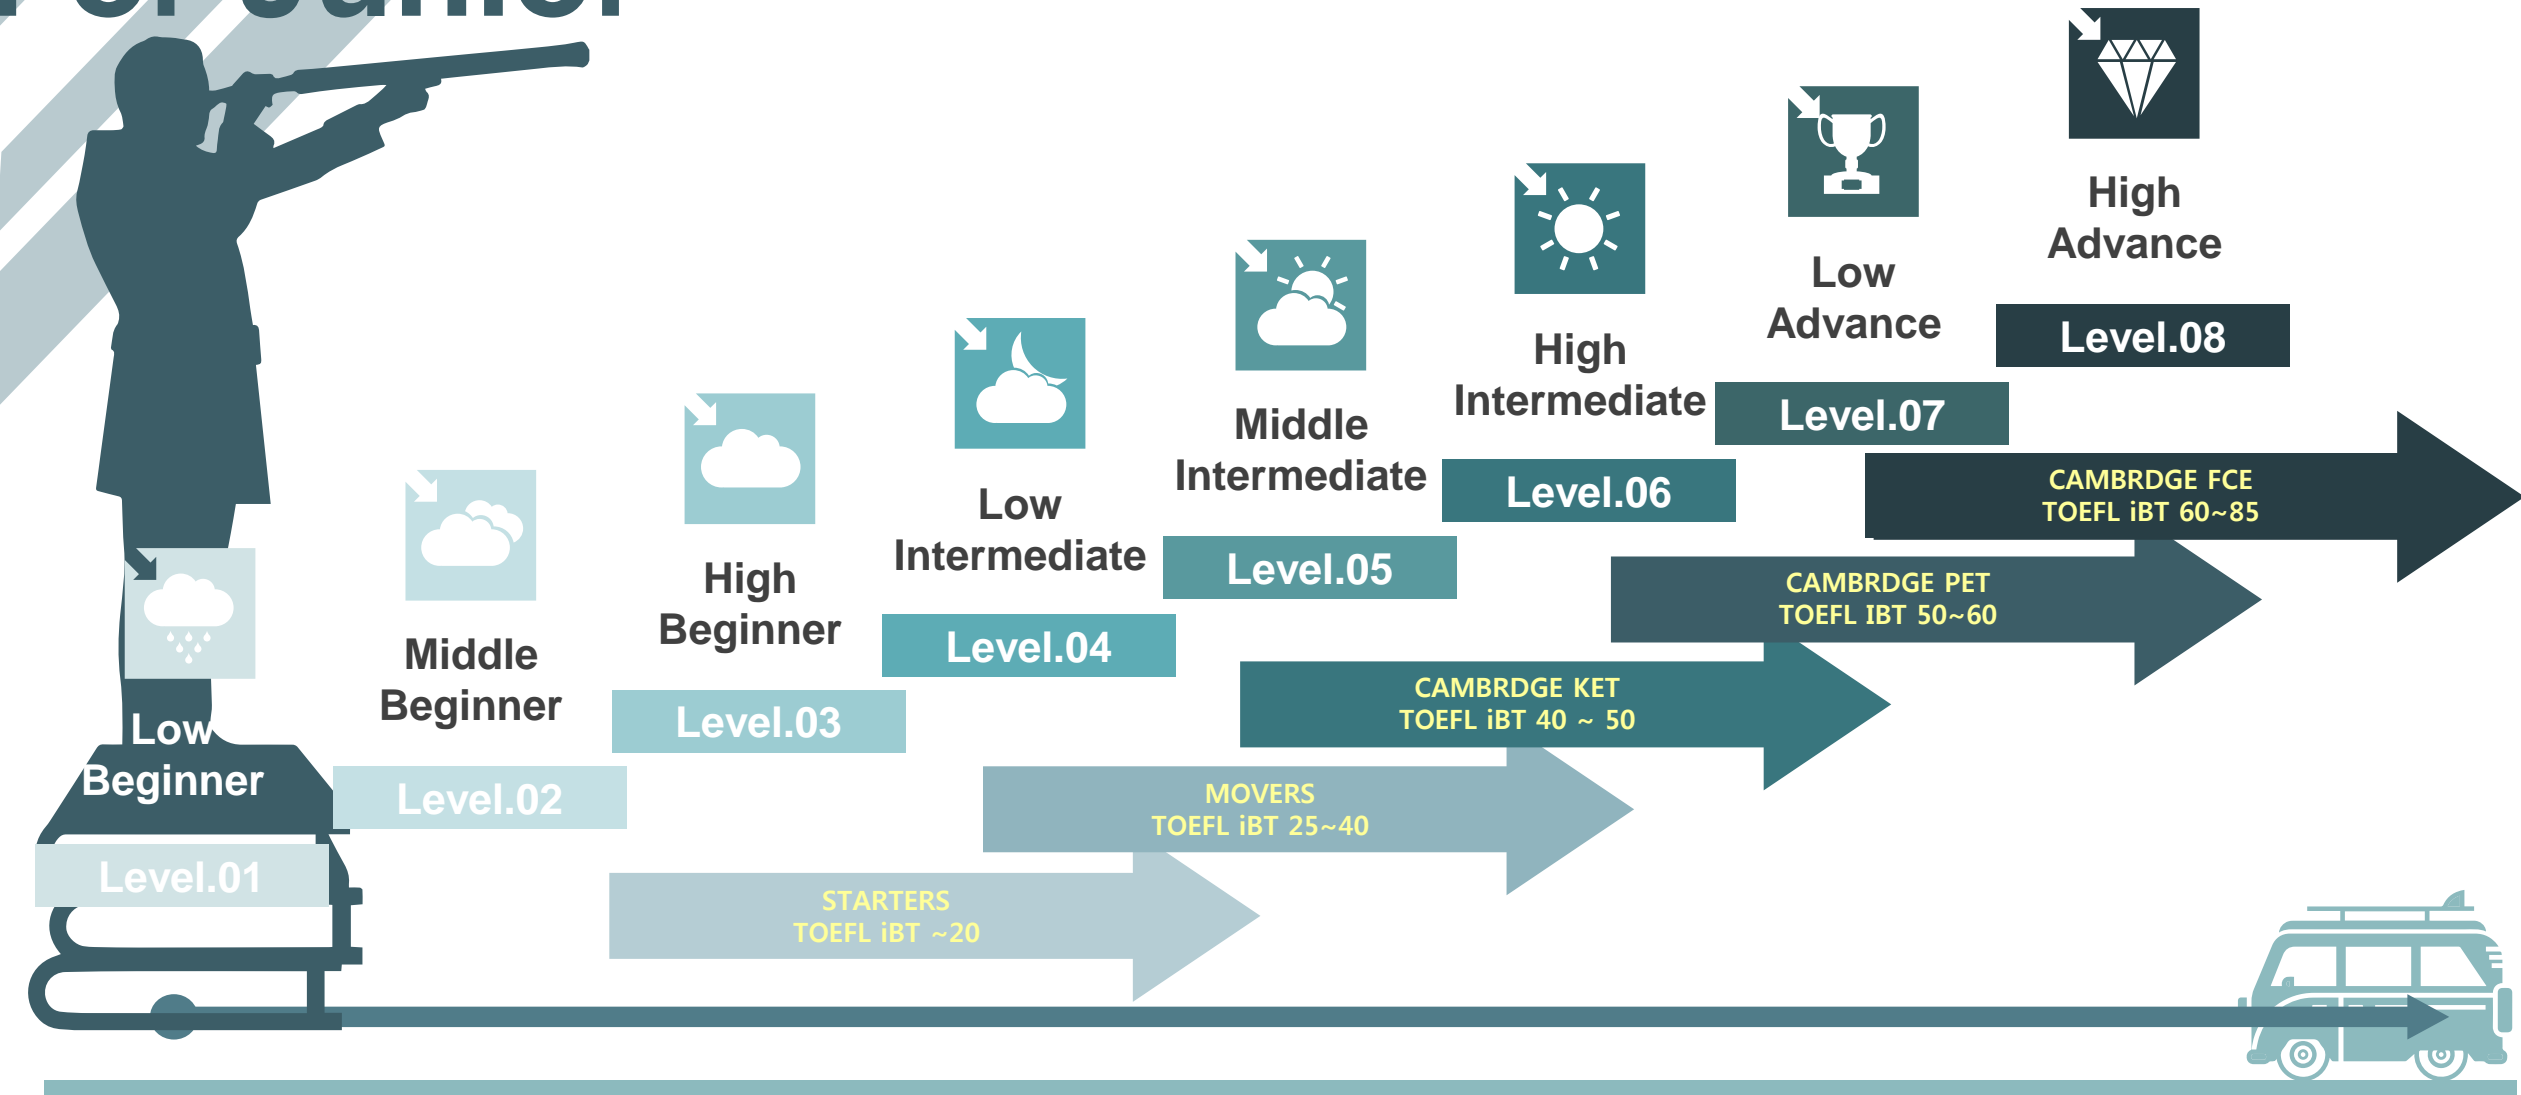 Junior
Low
Beginner
Level.01
Middle
Beginner
Level.02
High
Beginner
Level.03
Low
Intermediate
Level.04
Middle
Intermediate
Level.05
High
Intermediate
Level.06
Low
Advance
Level.07
High
Advance
Level.08
STARTERS
TOEFL iBT ~20
MOVERS
TOEFL iBT 25~40
CAMBRDGE KET
TOEFL iBT 40 ~ 50
CAMBRDGE PET
TOEFL IBT 50~60
CAMBRDGE FCE
TOEFL iBT 60~85